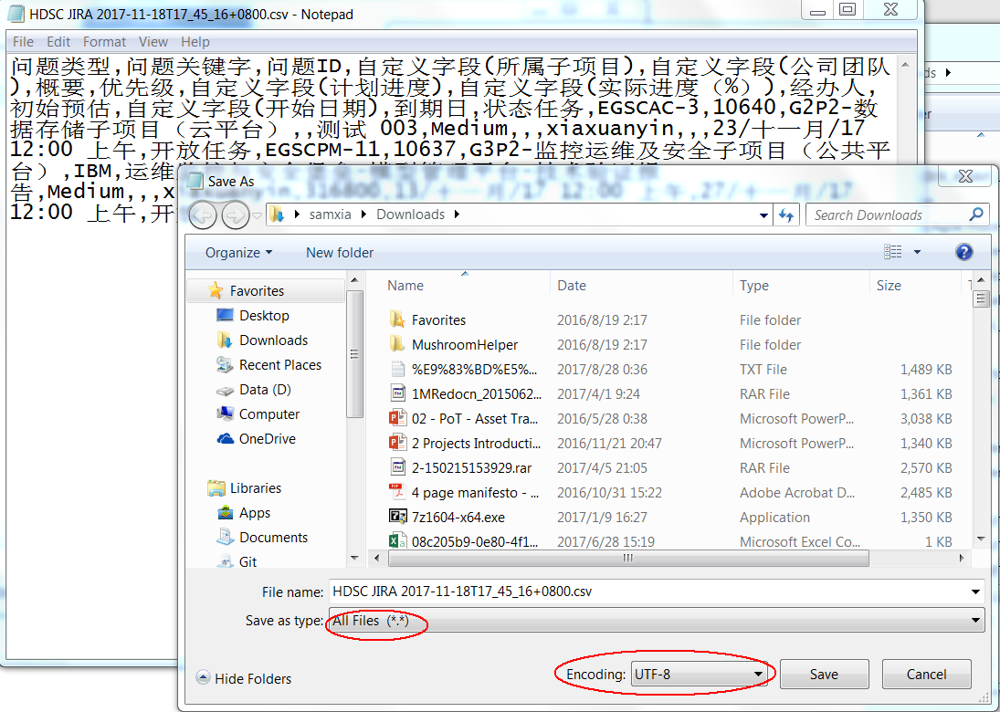 HDSC JIRA 2017-11-18T17_45_16+0800.csv - Notepad
File Edit Format View Help
问题类型,问题关键字,问题ID,自定义字段(所属子项目),自定义字段(公司团队
),概要,优先级,自定义字段(计划进度),自定义字段(实际进度（%）),经办人,
初始预估,自定义字段(开始日期),到期日,状态任务,EGSCAC-3,10640,G2P2-数
据存储子项目（云平台）,,测试 003,Medium,,,xiaxuanyin,,,23/十一月/17
12:00 上午,开放任务,EGSCPM-11,10637,G3P2-监控运维及安全子项目（公共平
台）,IBM,运维
告,Medium,,,xiaxuanyin,316800,13/十一月/17 12:00 上午,27/十一月/17
12:00 上午,开
Save As
samxia Downloads
Search Downloads
Organize New folder
Favorites
Desktop
Downloads
Recent Places
Data (D)
Computer
OneDrive
Libraries
Apps
Documents
Git
Name Date Type Size
Favorites 2016/8/19 2:17 File folder
MushroomHelper 2016/8/19 2:17 File folder
%E9%83%BD%E5%... 2017/8/28 0:36 TXT File 1,489 KB
1MRedocn_2015062... 2017/4/1 9:24 RAR File 1,361 KB
02 - PoT - Asset Tra... 2016/5/28 0:38 Microsoft PowerP... 3,038 KB
2 Projects Introducti... 2016/11/21 20:47 Microsoft PowerP... 1,340 KB
2-150215153929.rar 2017/4/5 21:05 RAR File 2,570 KB
4 page manifesto - ... 2016/10/31 15:22 Adobe Acrobat D... 2,485 KB
7z1604-x64.exe 2017/1/9 16:27 Application 1,350 KB
08c205b9-0e80-4f1... 2017/6/28 15:19 Microsoft Excel Co... 1 KB
File name: HDSC JIRA 2017-11-18T17_45_16+0800.csv
Save as type: All Files (*.*)
Hide Folders
Encoding: UTF-8
Save
Cancel